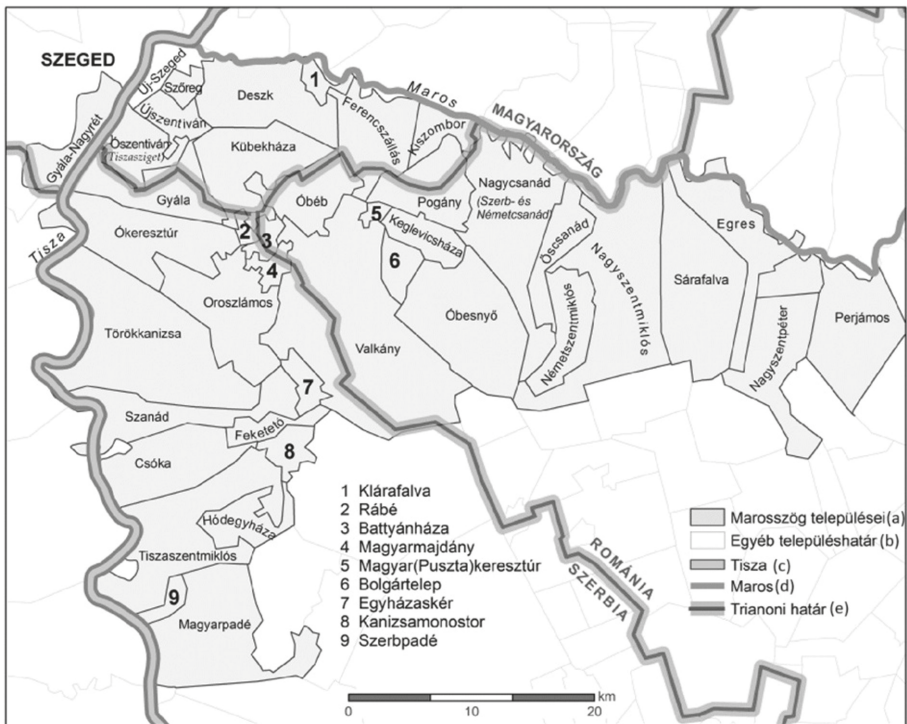 SZEGED
Új-Szeged
Szőreg
Deszk
1
Maros
Ferencszállás
Kiszombor
MAGYARORSZÁG
Gyála-Nagyrét
Újszentiván
Ószentiván
(Tiszasziget)
Kübekháza
Gyála
Óbéb
Pogány
Nagycsanád
(Szerb- és
Németcsanád)
Egres
Tisza
Ókeresztúr
2
3
4
5
Keglevicsháza
6
Őscsanád
Nagyszentmiklós
Sárafalva
Oroszlámos
Óbesnyő
Németszentmiklós
Nagyszentpéter
Perjámos
Törökkanizsa
Valkány
7
Szanád
Feketetó
8
Csóka
Hódegyháza
Tiszaszentmiklós
9
Magyarpadé
1 Klárafalva
2 Rábé
3 Battyánháza
4 Magyarmajdány
5 Magyar(Puszta)keresztúr
6 Bolgártelep
7 Egyházaskér
8 Kanizsamonostor
9 Szerbpadé
ROMÁNIA
SZERBIA
Marosszög települései(a)
Egyéb településhatár (b)
Tisza (c)
Maros(d)
Trianoni határ (e)
km
0 10 20